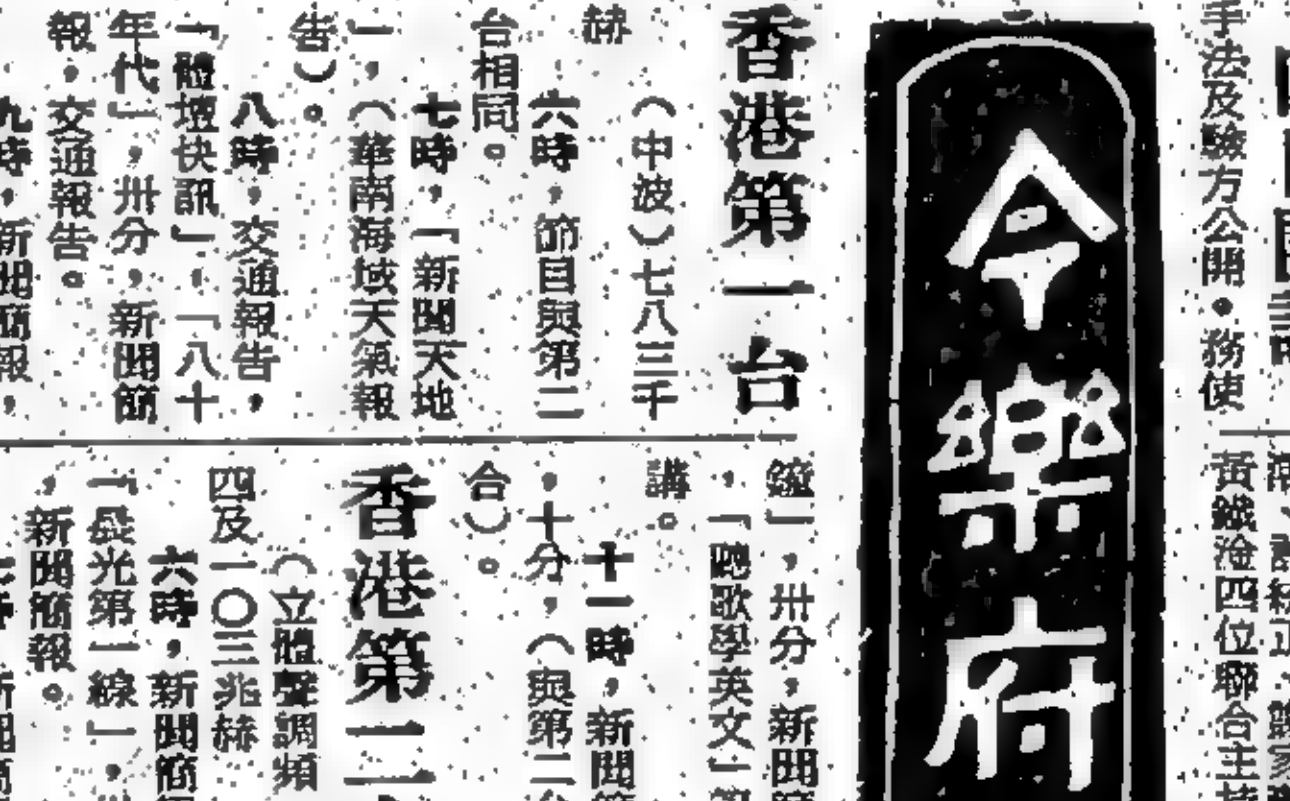 手法及驗方公開。務使
黃鐵淦四位聯合主
今樂府
香港第一台
（中波）七八三千
赫
六時，節目與第二
台相同。
七時，「新聞天地
」，（華南海域天氣報
告）。
八時，交通報告，
「體壇快訊」，「八十
年代」，卅分，新聞簡
報，交通報告。
九時，新聞簡報，
鐘」，卅分，新聞
，「聽歌學英文」
講。
十一時，新聞
，十分，（與第二台
合）。
香港第二
（立體聲調頻
四及一〇三兆赫
六時，新聞簡
「晨光第一線」，
，新聞簡報。